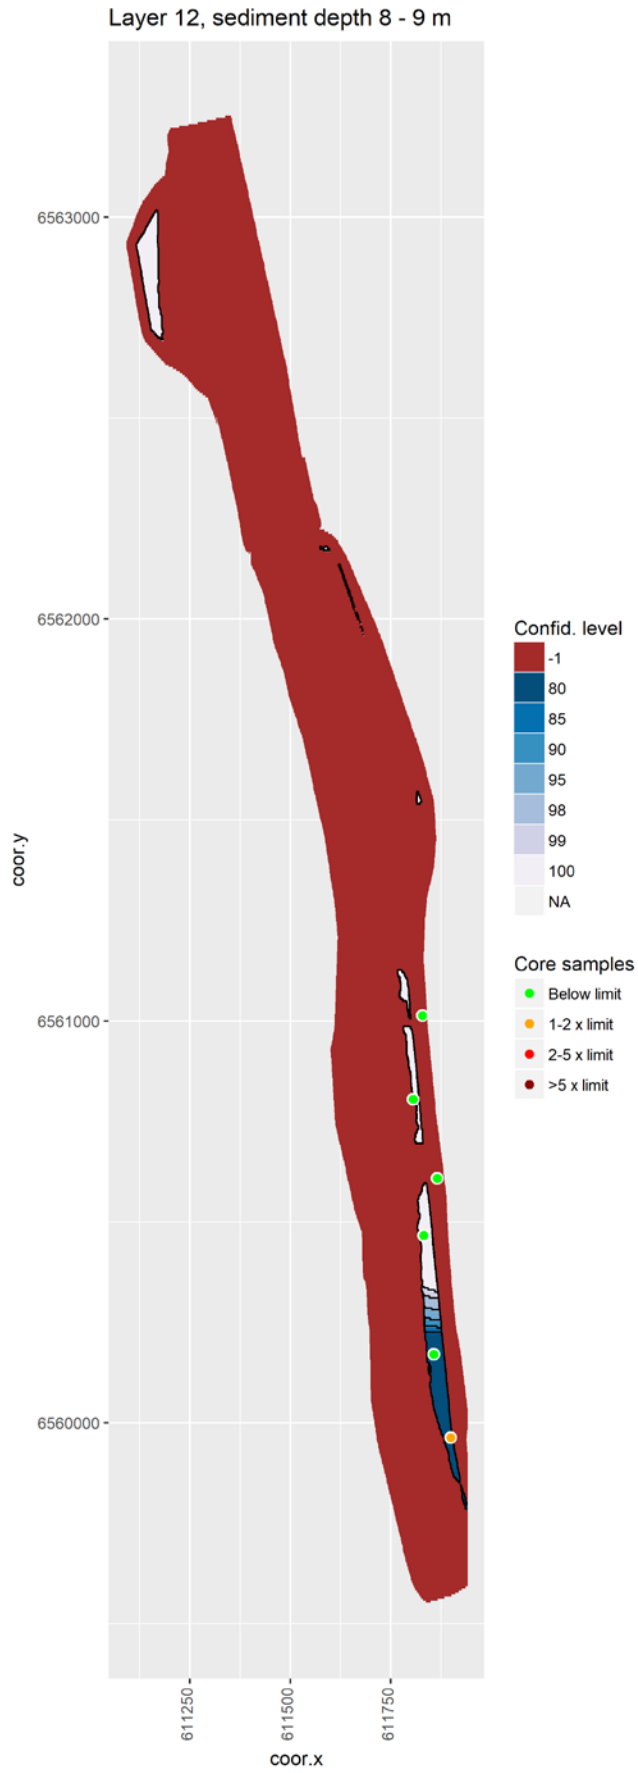 Layer 12, sediment depth 8 - 9 m
6563000
6562000
6561000
6560000
coor.y
611250
611500
611750
coor.x
Confid. level
-1
80
85
90
95
98
99
100
NA
Core samples
Below limit
1-2 x limit
2-5 x limit
>5 x limit